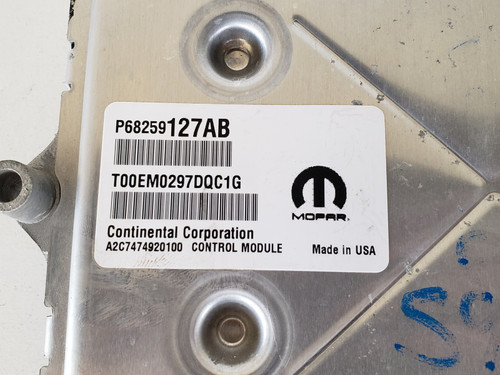 P68259127AB
T00EM0297DQC1G
MOPAR.
Continental Corporation
A2C7474920100 CONTROL MODULE
Made in USA